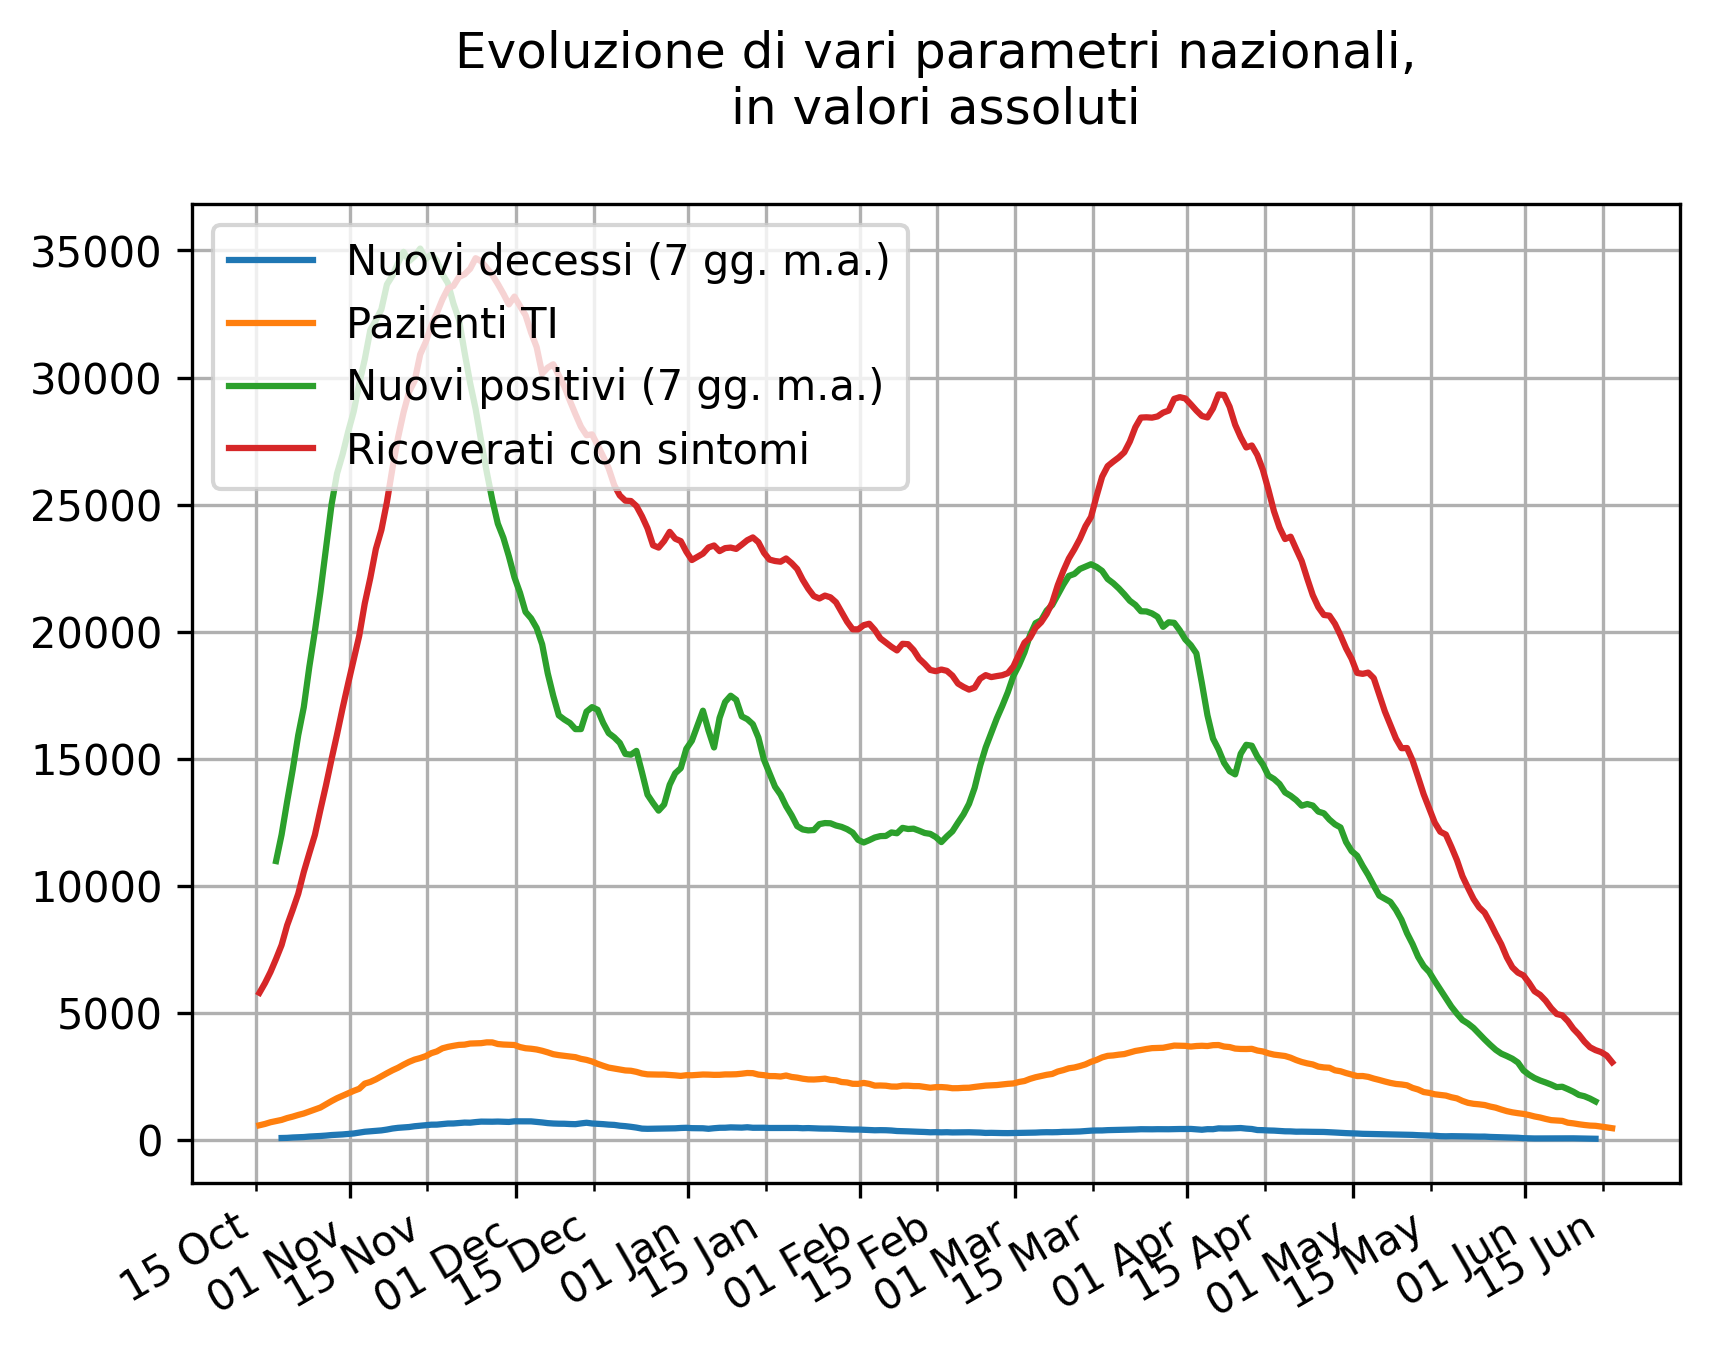 Evoluzione di vari parametri nazionali,
in valori assoluti
Nuovi decessi (7 gg. m.a.)
Pazienti TI
Nuovi positivi (7 gg. m.a.)
Ricoverati con sintomi
35000
30000
25000
20000
15000
10000
5000
0
15 Oct
01 Nov
15 Nov
01 Dec
15 Dec
01 Jan
15 Jan
01 Feb
15 Feb
01 Mar
15 Mar
01 Apr
15 Apr
01 May
15 May
01 Jun
15 Jun